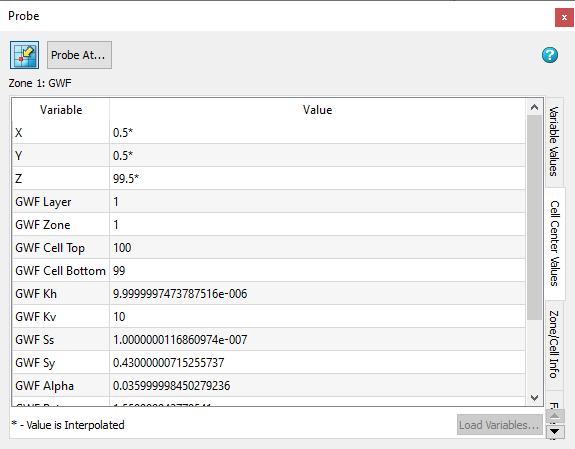 Probe
x
Probe At...
?
Zone 1: GWF
Variable Value
X 0.5*
Y 0.5*
Z 99.5*
GWF Layer 1
GWF Zone 1
GWF Cell Top 100
GWF Cell Bottom 99
GWF Kh 9.9999997473787516e-006
GWF Kv 10
GWF Ss 1.0000000116860974e-007
GWF Sy 0.43000000715255737
GWF Alpha 0.035999998450279236
* - Value is Interpolated
Load Variables...
Variable Values
Cell Center Values
Zone/Cell Info